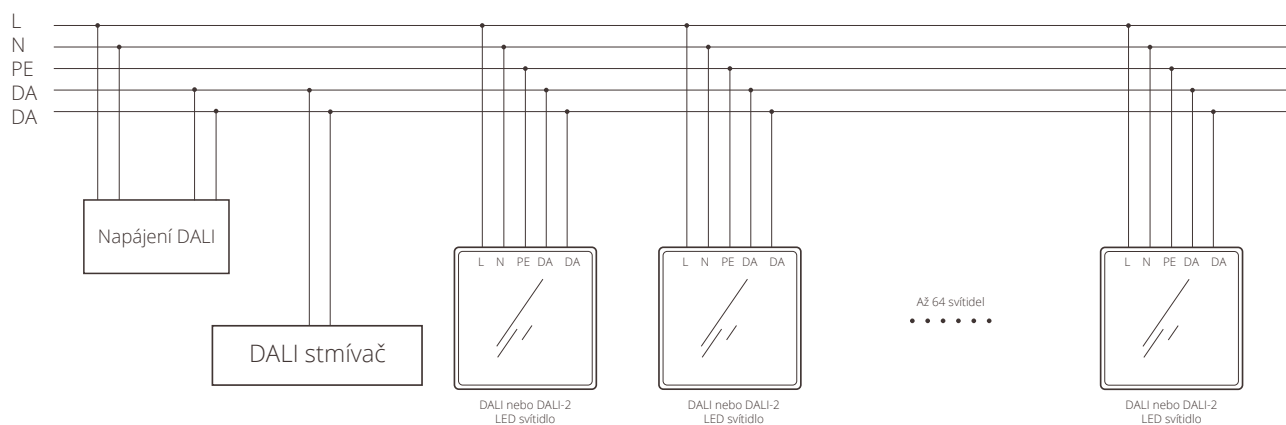 L
N
PE
DA
DA
Napájení DALI
DALI stmívač
L N PE DA DA
DALI nebo DALI-2
LED svítidlo
L N PE DA DA
DALI nebo DALI-2
LED svítidlo
Až 64 svítidel
L N PE DA DA
DALI nebo DALI-2
LED svítidlo